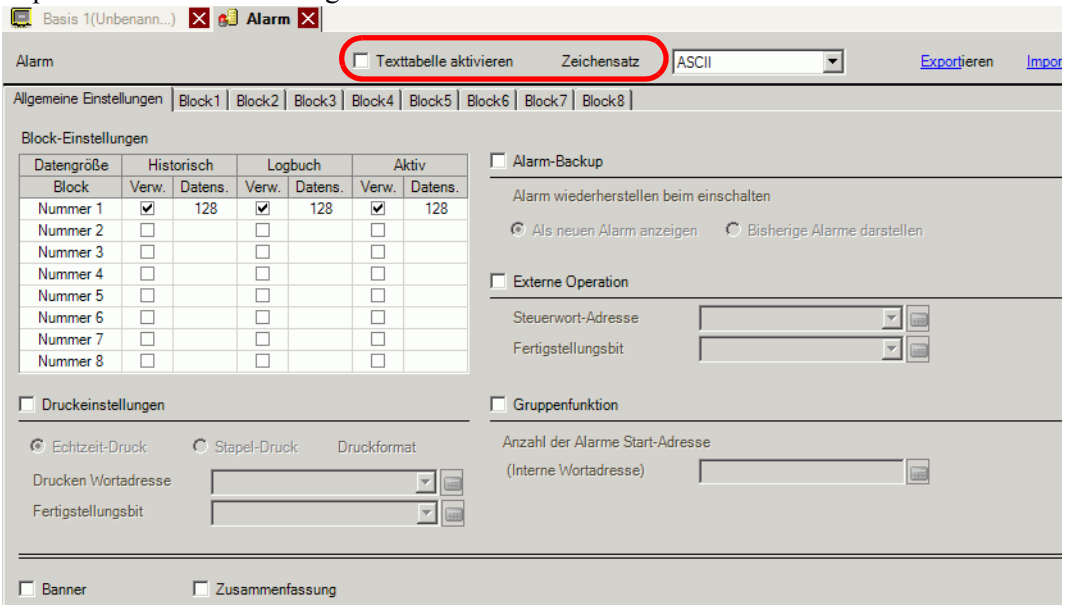 Basis 1(Unbenann...) Alarm
Alarm Texttabelle aktivieren Zeichensatz ASCII Exportieren Impor
Allgemeine Einstellungen Block1 Block2 Block3 Block4 Block5 Block6 Block7 Block8
Block-Einstellungen
Datengröße Historisch Logbuch Aktiv
Block Verw. Datens. Verw. Datens. Verw. Datens.
Nummer 1 128 128 128
Nummer 2
Nummer 3
Nummer 4
Nummer 5
Nummer 6
Nummer 7
Nummer 8
Alarm-Backup
Alarm wiederherstellen beim einschalten
Als neuen Alarm anzeigen Bisherige Alarme darstellen
Externe Operation
Steuerwort-Adresse
Fertigstellungsbit
Druckeinstellungen
Echtzeit-Druck Stapel-Druck Druckformat
Drucken Wortadresse
Fertigstellungsbit
Gruppenfunktion
Anzahl der Alarme Start-Adresse
(Interne Wortadresse)
Banner Zusammenfassung